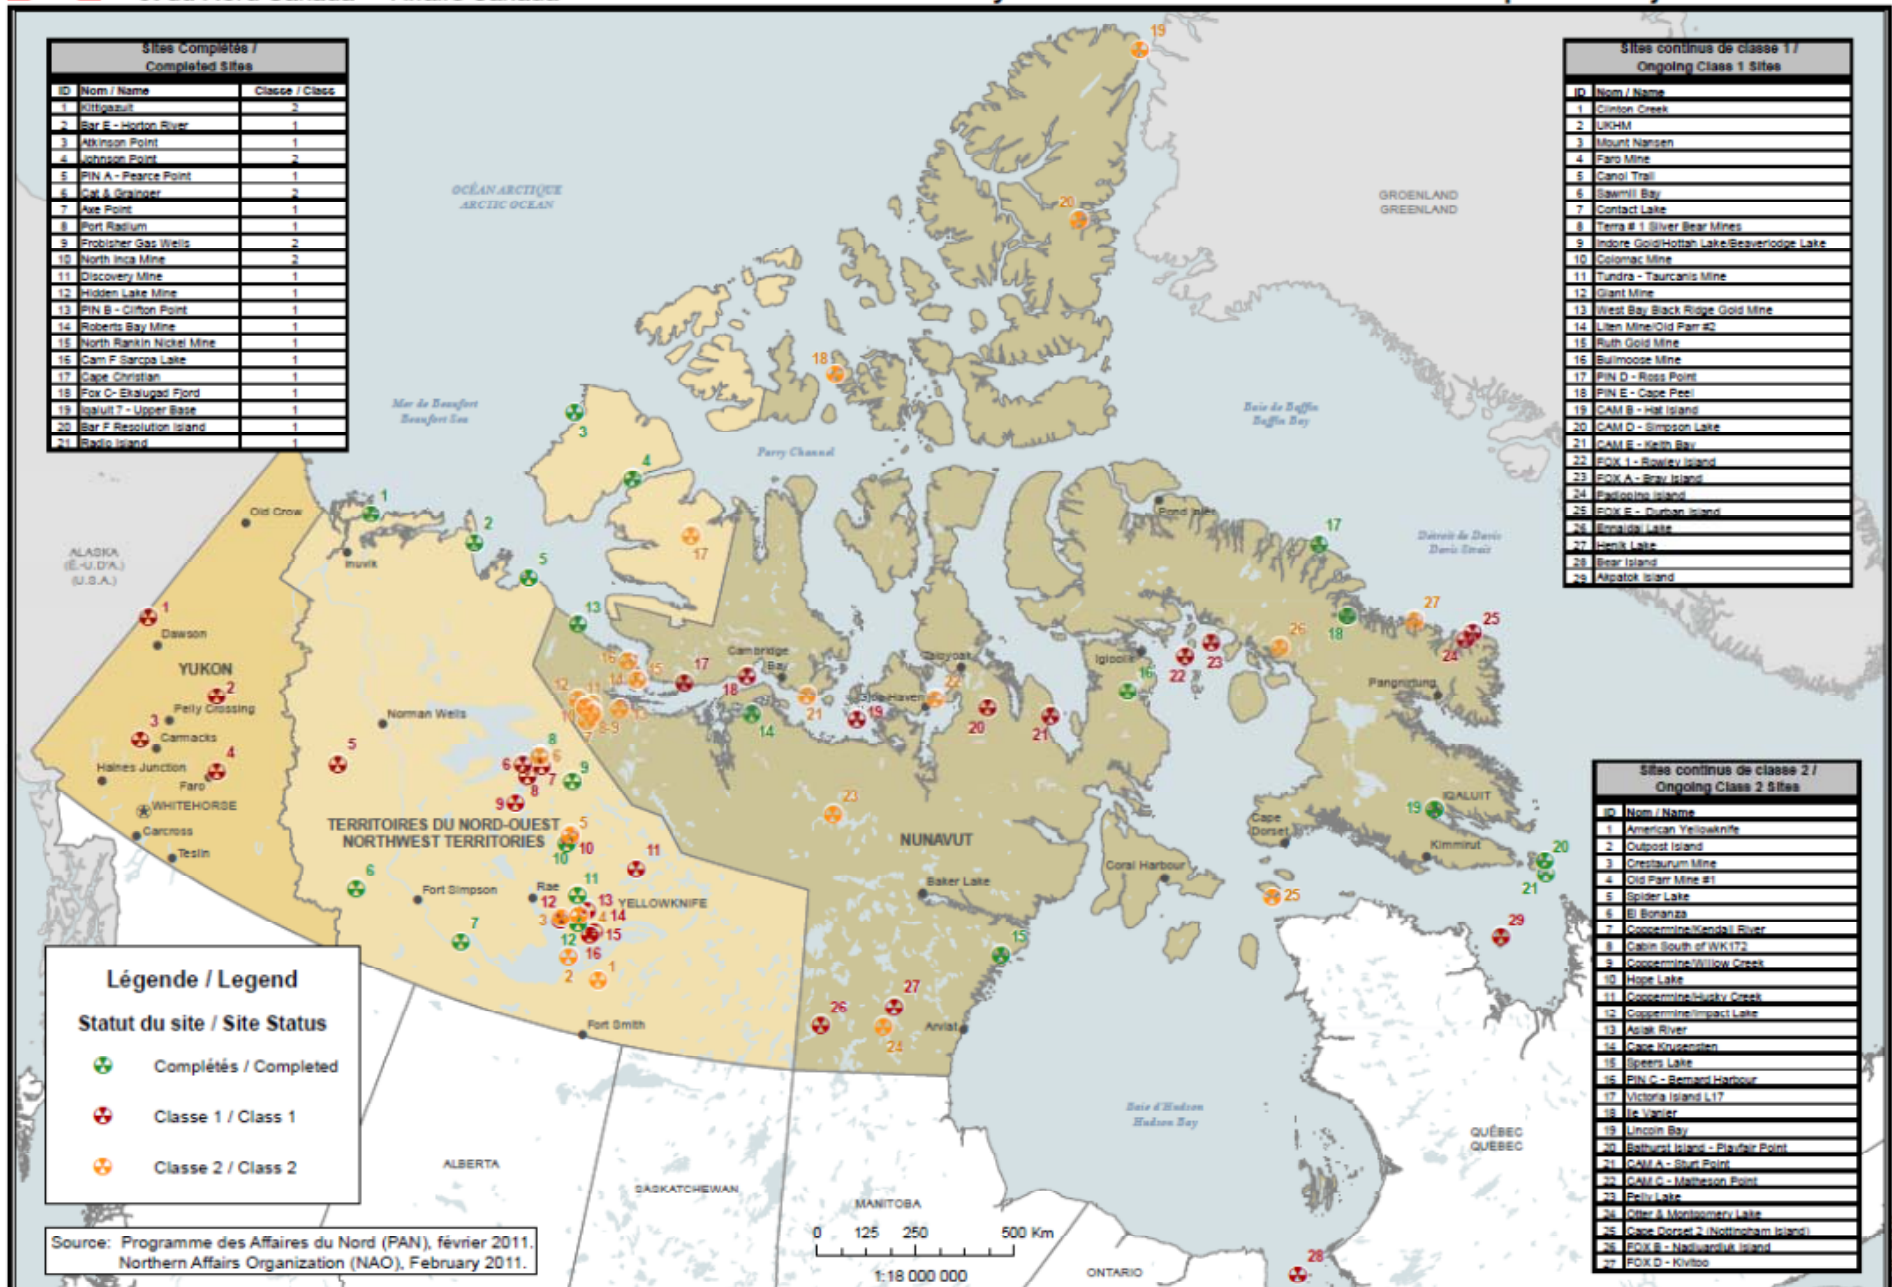 Sites Complétés /
Completed Sites
ID Nom / Name Classe / Class
1 Kittigazuit 2
2 Bar E - Horton River 1
3 Atkinson Point 1
4 Johnson Point 2
5 PIN A - Pearce Point 1
6 Cat & Grainger 2
7 Axe Point 1
8 Port Radium 1
9 Frobisher Gas Wells 2
10 North Inca Mine 2
11 Discovery Mine 1
12 Hidden Lake Mine 1
13 PIN B - Clifton Point 1
14 Roberts Bay Mine 1
15 North Rankin Nickel Mine 1
16 Cam F Sarcpa Lake 1
17 Cape Christian 1
18 Fox C- Ekalugad Fjord 1
19 Iqaluit 7 - Upper Base 1
20 Bar F Resolution Island 1
21 Radio Island 1
Sites continus de classe 1 /
Ongoing Class 1 Sites
ID Nom / Name
1 Clinton Creek
2 UKHM
3 Mount Nansen
4 Faro Mine
5 Canol Trail
6 Sawmill Bay
7 Contact Lake
8 Terra # 1 Silver Bear Mines
9 Indore Gold/Hottah Lake/Beaverlodge Lake
10 Colomac Mine
11 Tundra - Taurcanis Mine
12 Giant Mine
13 West Bay Black Ridge Gold Mine
14 Liten Mine/Old Parr #2
15 Ruth Gold Mine
16 Bullmoose Mine
17 PIN D - Ross Point
18 PIN E - Cape Peel
19 CAM B - Hat Island
20 CAM D - Simpson Lake
21 CAM E - Keith Bay
22 FOX 1 - Rowley Island
23 FOX A - Bray Island
24 Padloping Island
25 FOX E - Durban Island
26 Ennadai Lake
27 Henik Lake
28 Bear Island
29 Akpatok Island
Sites continus de classe 2 /
Ongoing Class 2 Sites
ID Nom / Name
1 American Yellowknife
2 Outpost Island
3 Crestaurum Mine
4 Old Parr Mine #1
5 Spider Lake
6 El Bonanza
7 Coppermine/Kendall River
8 Cabin South of WK172
9 Coppermine/Willow Creek
10 Hope Lake
11 Coppermine/Husky Creek
12 Coppermine/Impact Lake
13 Asiak River
14 Cape Krusenstern
15 Speers Lake
16 PIN C - Bernard Harbour
17 Victoria Island L17
18 Ile Vanier
19 Lincoln Bay
20 Bathurst Island - Playfair Point
21 CAM A - Sturt Point
22 CAM C - Matheson Point
23 Pelly Lake
24 Otter & Montgomery Lake
25 Cape Dorset 2 (Nottingham Island)
26 FOX B - Nadluardjuk Island
27 FOX D - Kivitoo
OCÉAN ARCTIQUE
ARCTIC OCEAN
GROENLAND
GREENLAND
Mer de Beaufort
Beaufort Sea
Baie de Baffin
Baffin Bay
Parry Channel
Détroit de Davis
Davis Strait
ALASKA
(É.-U.D'A.)
(U.S.A.)
Old Crow
Inuvik
Pond Inlet
Dawson
YUKON
Pelly Crossing
Carmacks
Haines Junction
Faro
WHITEHORSE
Carcross
Teslin
Norman Wells
Cambridge
Bay
Taloyoak
Gjoa Haven
Igloolik
Pangnirtung
TERRITOIRES DU NORD-OUEST
NORTHWEST TERRITORIES
NUNAVUT
Cape
Dorset
IQALUIT
Kimmirut
Coral Harbour
Baker Lake
Fort Simpson
Rae
YELLOWKNIFE
Fort Smith
Arviat
Baie d'Hudson
Hudson Bay
QUÉBEC
QUÉBEC
ALBERTA
SASKATCHEWAN
MANITOBA
ONTARIO
Légende / Legend
Statut du site / Site Status
Complétés / Completed
Classe 1 / Class 1
Classe 2 / Class 2
Source: Programme des Affaires du Nord (PAN), février 2011.
Northern Affairs Organization (NAO), February 2011.
0 125 250 500 Km
1:18 000 000